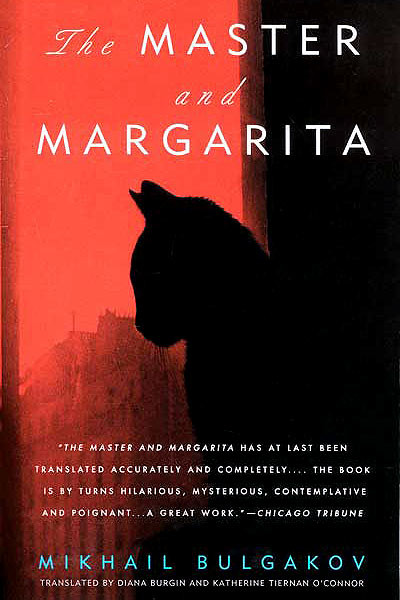 The MASTER
and
MARGARITA
"THE MASTER AND MARGARITA HAS AT LAST BEEN
TRANSLATED ACCURATELY AND COMPLETELY.... THE BOOK
IS BY TURNS HILARIOUS, MYSTERIOUS, CONTEMPLATIVE
AND POIGNANT...A GREAT WORK."—CHICAGO TRIBUNE
MIKHAIL BULGAKOV
TRANSLATED BY DIANA BURGIN AND KATHERINE TIERNAN O'CONNOR